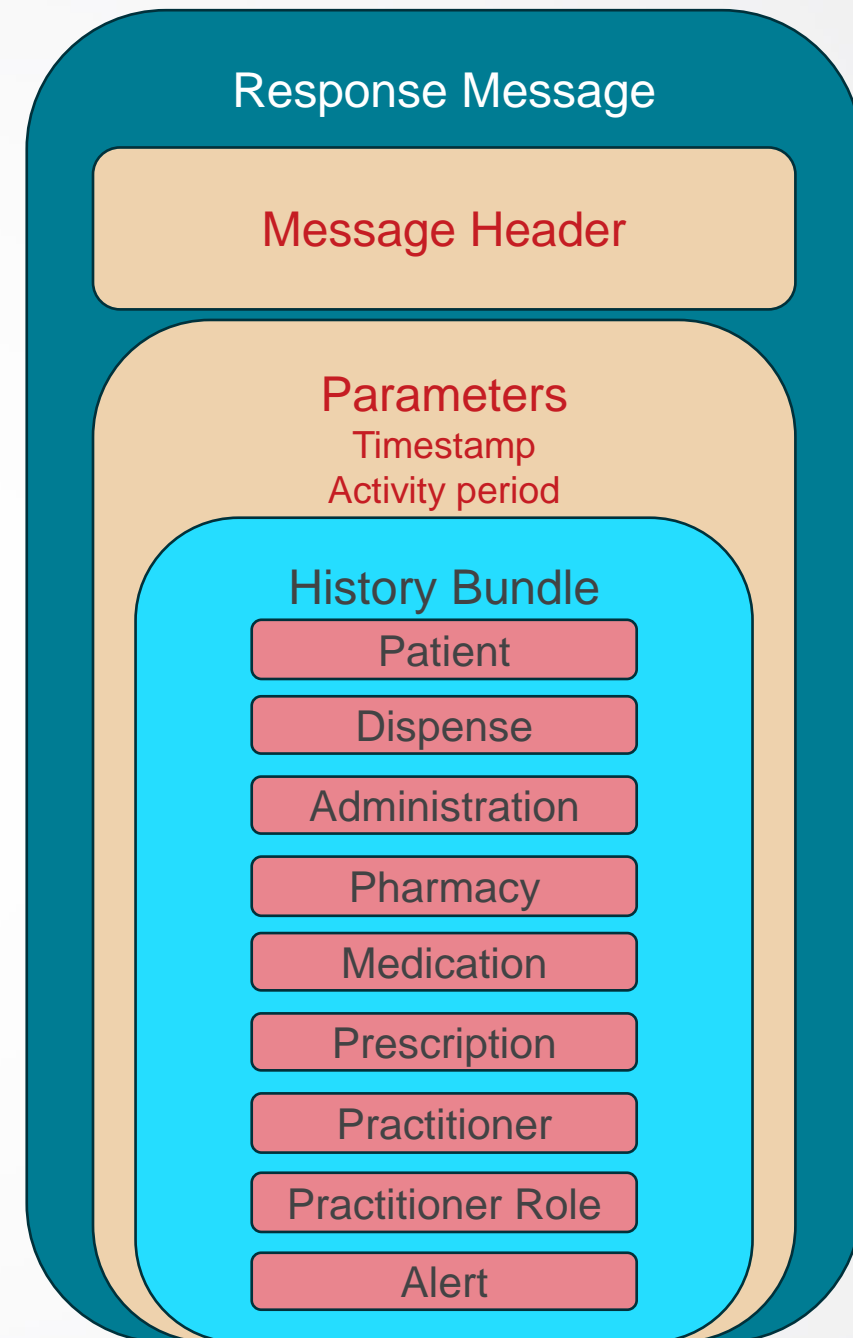 Response Message
Message Header
Parameters
Timestamp
Activity period
History Bundle
Patient
Dispense
Administration
Pharmacy
Medication
Prescription
Practitioner
Practitioner Role
Alert